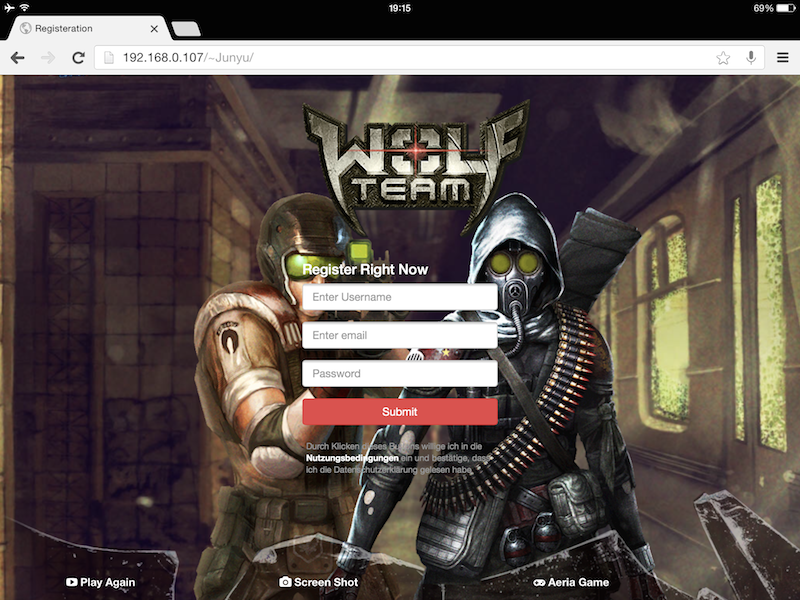 19:15
69%
Registeration
192.168.0.107/~Junyu/
WOLF
TEAM
Register Right Now
Enter Username
Enter email
Password
Submit
Durch Klicken dieses Buttons willige ich in die
Nutzungsbedingungen ein und bestätige, dass
ich die Datenschutzerklärung gelesen habe.
Play Again
Screen Shot
Aeria Game